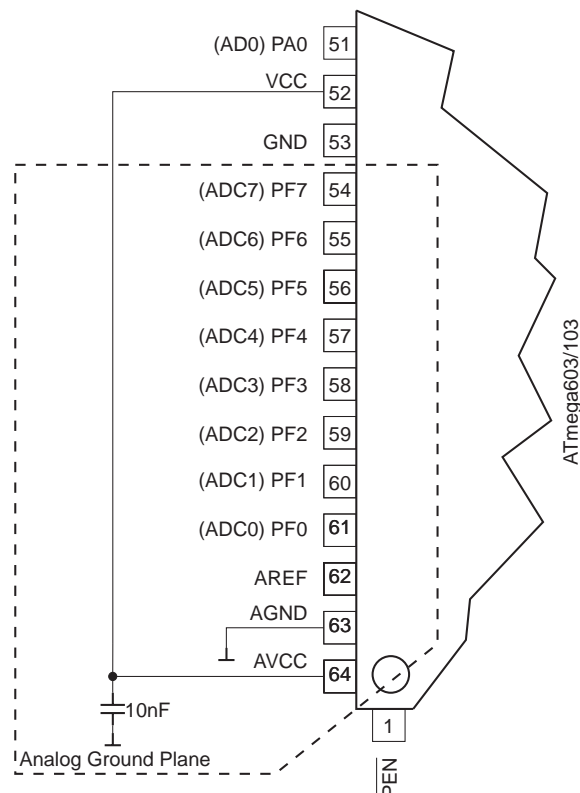 (AD0) PA0 51
VCC 52
GND 53
(ADC7) PF7 54
(ADC6) PF6 55
(ADC5) PF5 56
(ADC4) PF4 57
(ADC3) PF3 58
(ADC2) PF2 59
(ADC1) PF1 60
(ADC0) PF0 61
AREF 62
AGND 63
AVCC 64
10nF
1
Analog Ground Plane
PEN
ATmega603/103